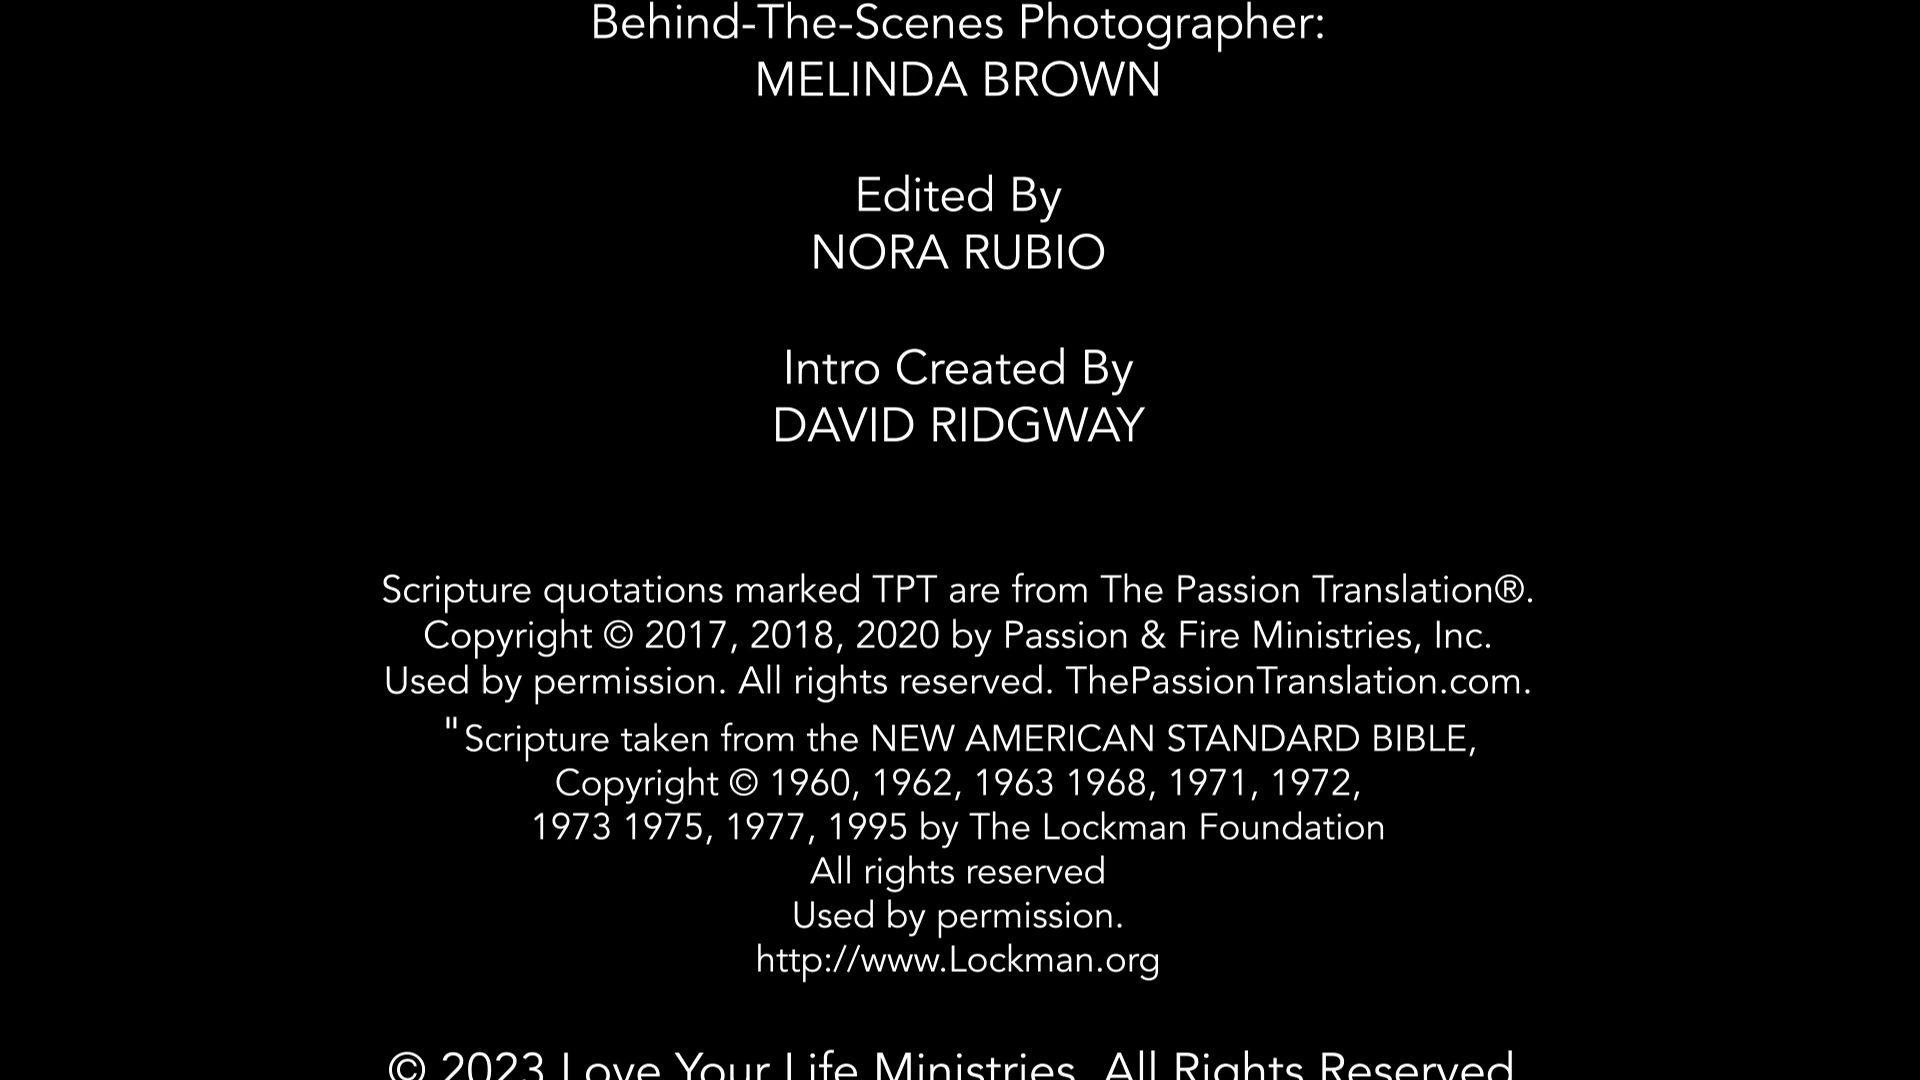 Behind-The-Scenes Photographer:
MELINDA BROWN
Edited By
NORA RUBIO
Intro Created By
DAVID RIDGWAY
Scripture quotations marked TPT are from The Passion Translation®.
Copyright © 2017, 2018, 2020 by Passion & Fire Ministries, Inc.
Used by permission. All rights reserved. ThePassionTranslation.com.
"Scripture taken from the NEW AMERICAN STANDARD BIBLE,
Copyright © 1960, 1962, 1963 1968, 1971, 1972,
1973 1975, 1977, 1995 by The Lockman Foundation
All rights reserved
Used by permission.
http://www.Lockman.org
© 2023 Love Your Life Ministries. All Rights Reserved